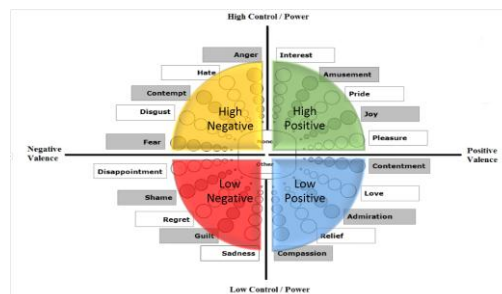 High Control / Power
Anger
Interest
Hate
Amusement
Contempt
Pride
Disgust
High
Negative
High
Positive
Joy
Fear
Pleasure
None
Negative
Valence
Positive
Valence
Other
Disappointment
Contentment
Shame
Low
Negative
Low
Positive
Love
Regret
Admiration
Guilt
Relief
Sadness
Compassion
Low Control / Power